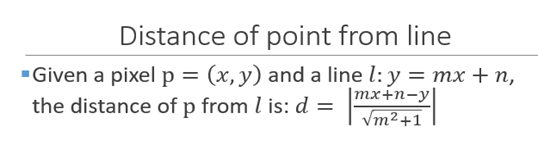 Distance of point from line
▪Given a pixel p = (x, y) and a line l: y = mx + n,
the distance of p from l is: d = |(mx+n−y)/√(m²+1)|